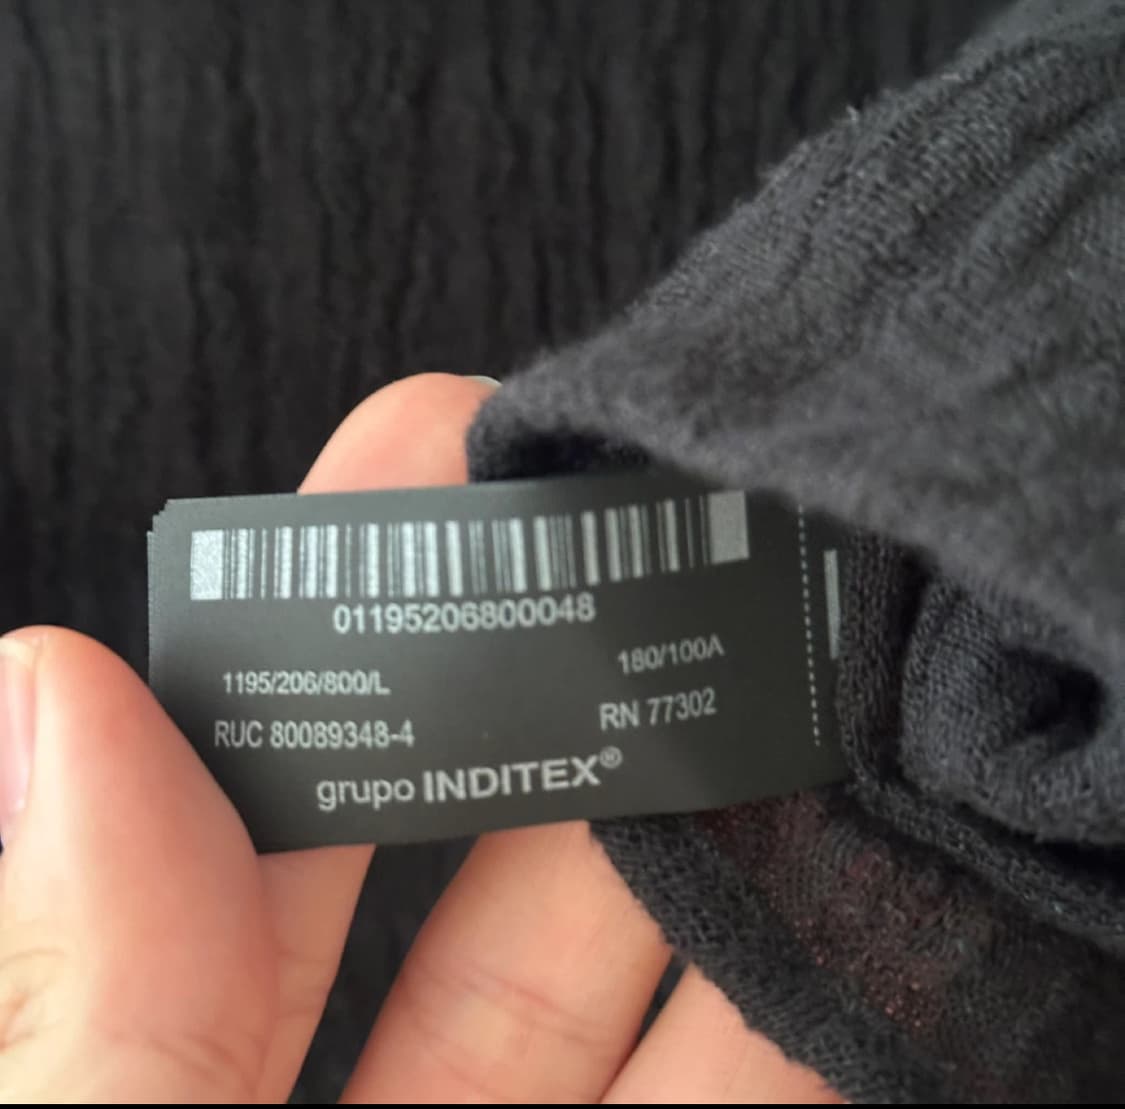 01195206800048
180/100A
1195/206/800/L
RN 77302
RUC 80089348-4
grupo INDITEX®